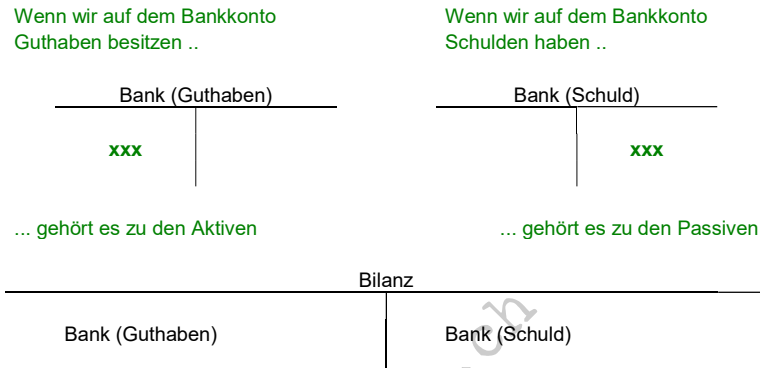 Wenn wir auf dem Bankkonto
Guthaben besitzen ..
Wenn wir auf dem Bankkonto
Schulden haben ..
Bank (Guthaben)
Bank (Schuld)
xxx
xxx
... gehört es zu den Aktiven
... gehört es zu den Passiven
Bilanz
Bank (Guthaben)
Bank (Schuld)
.ch